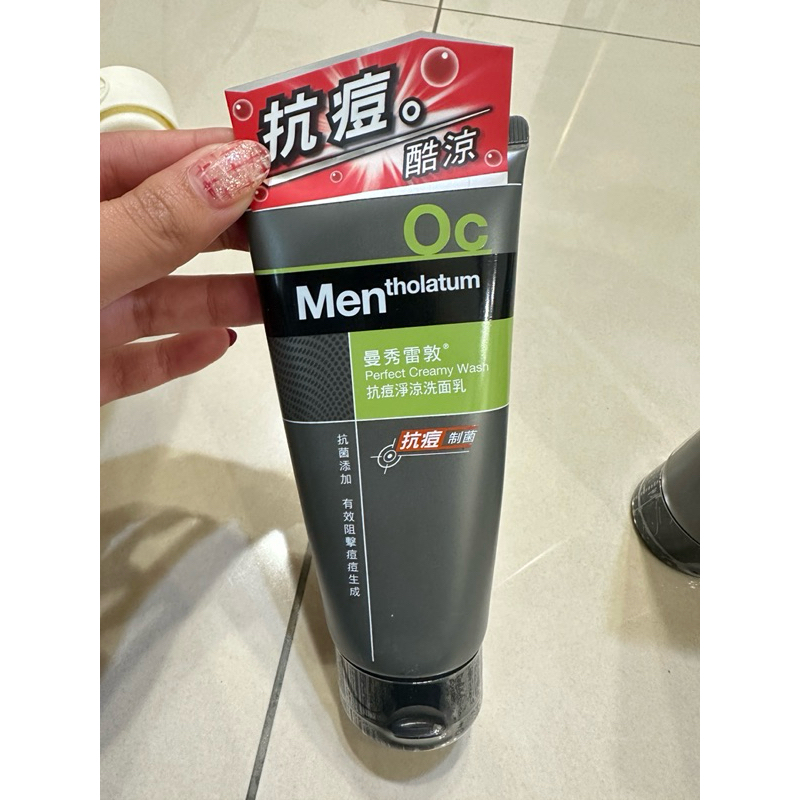 抗痘。
酷涼
Oc
Mentholatum
曼秀雷敦®
Perfect Creamy Wash
抗痘淨涼洗面乳
抗痘 制菌
抗菌添加 有效阻擊痘痘生成